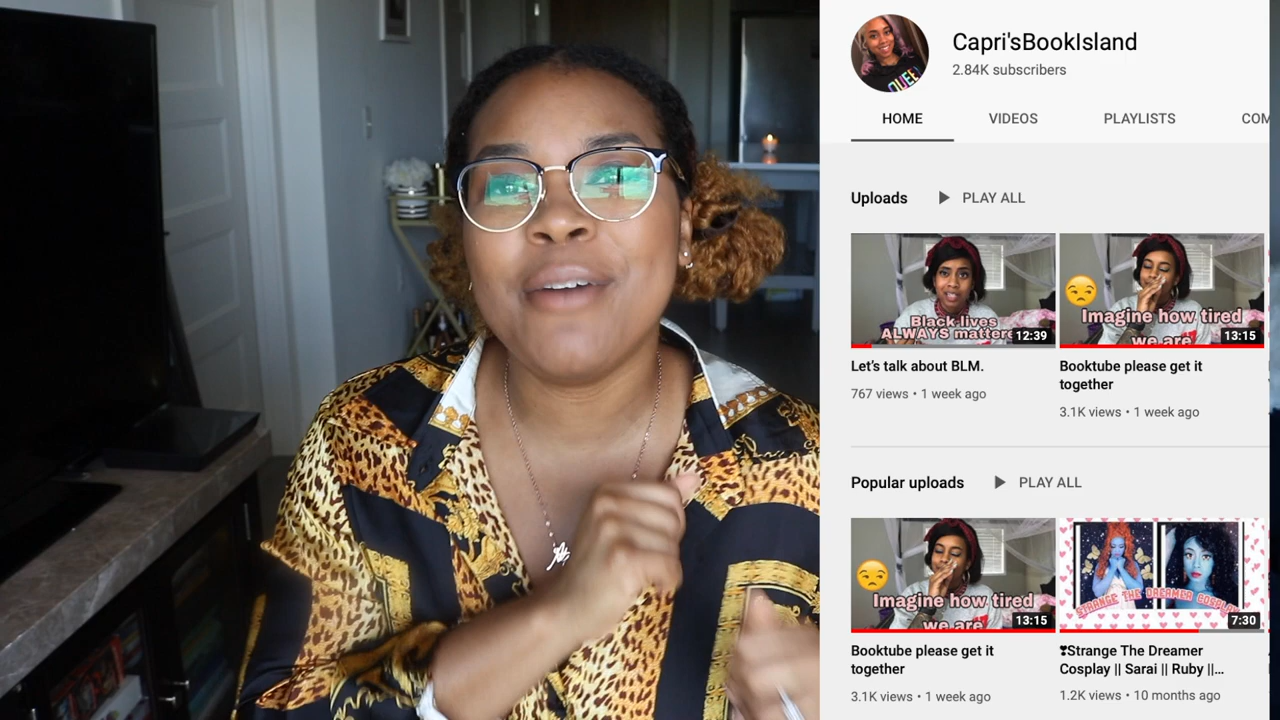 QUEE
Capri'sBookIsland
2.84K subscribers
HOME VIDEOS PLAYLISTS COM
Uploads PLAY ALL
Black lives
ALWAYS matter
12:39
Imagine how tired
we are
13:15
Let's talk about BLM.
767 views • 1 week ago
Booktube please get it
together
3.1K views • 1 week ago
Popular uploads PLAY ALL
Imagine how tired
we are
13:15
STRANGE THE DREAMER COSPLAY
7:30
Booktube please get it
together
3.1K views • 1 week ago
❣Strange The Dreamer
Cosplay || Sarai || Ruby ||...
1.2K views • 10 months ago